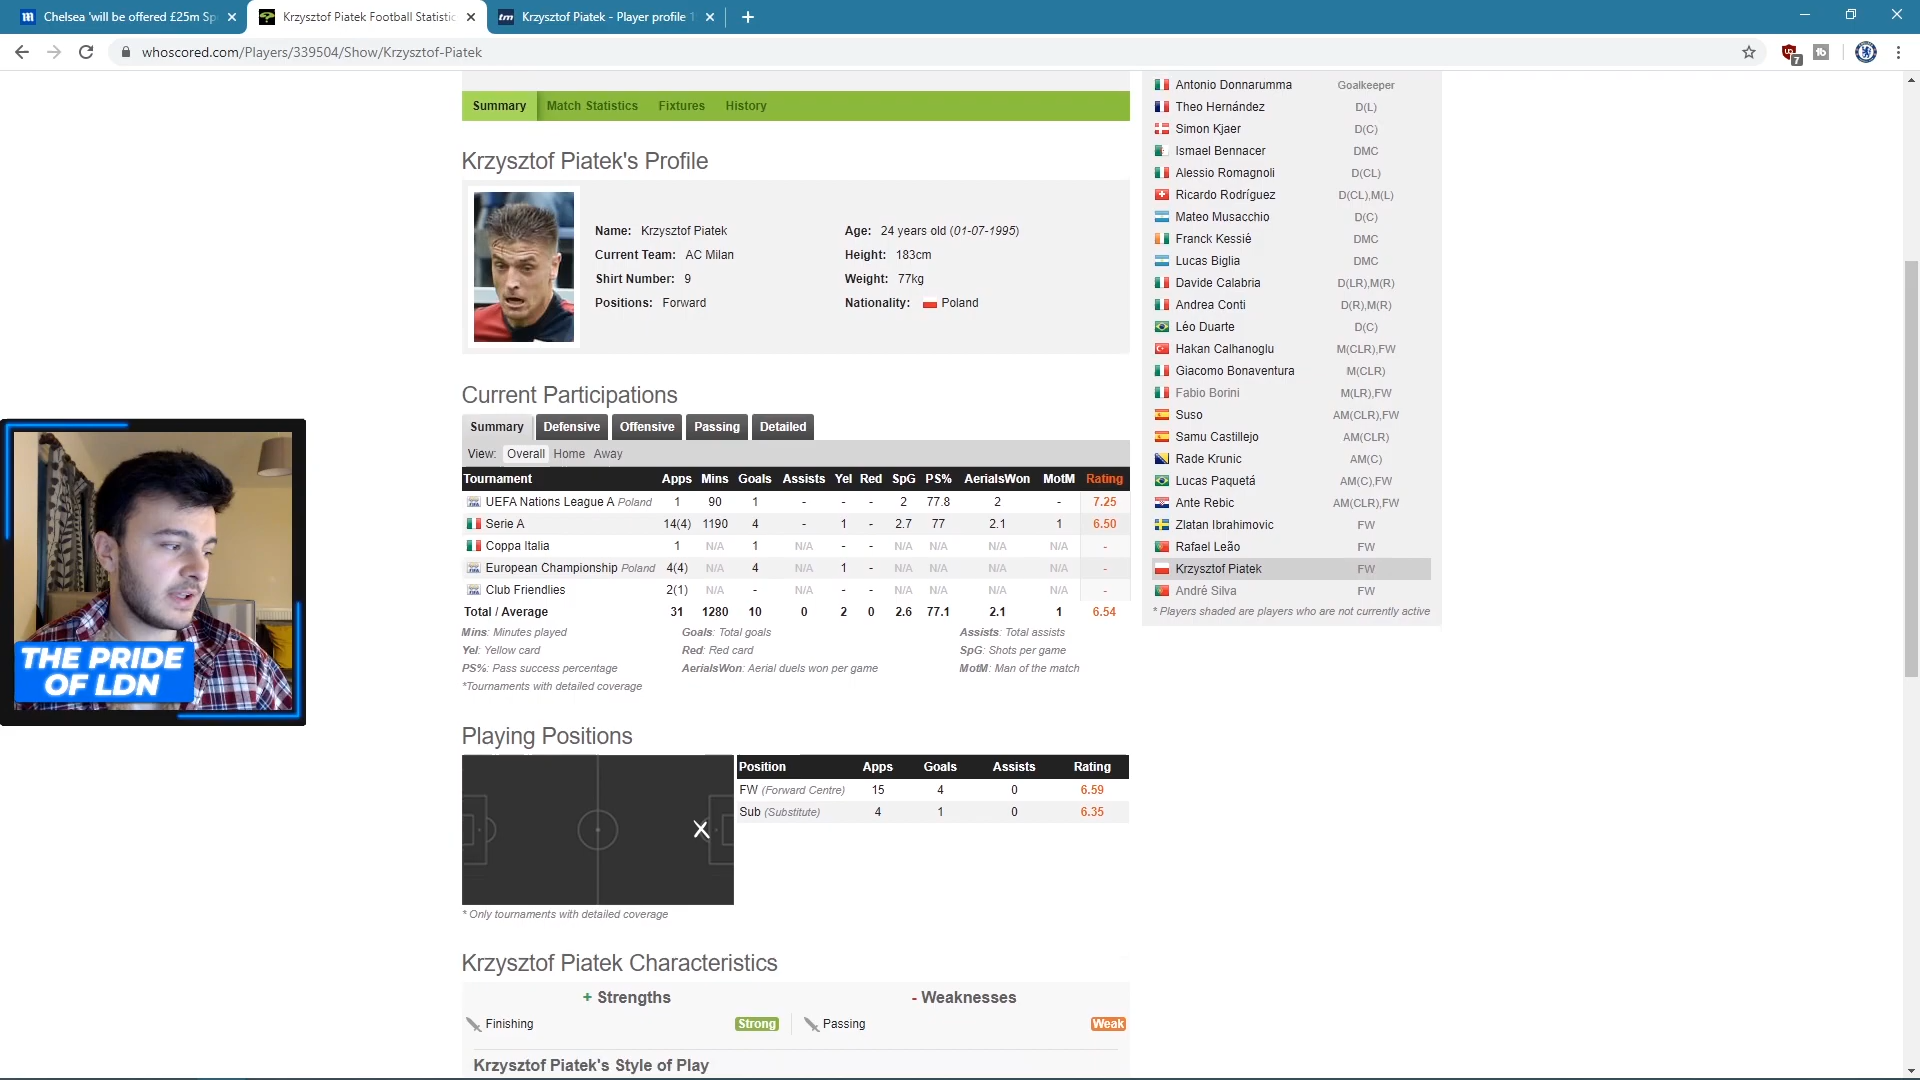 Chelsea 'will be offered £25m Sp
Krzysztof Piatek Football Statistic
Krzysztof Piatek - Player profile 1
whoscored.com/Players/339504/Show/Krzysztof-Piatek
7
Summary Match Statistics Fixtures History
Krzysztof Piatek's Profile
Name: Krzysztof Piatek Age: 24 years old (01-07-1995)
Current Team: AC Milan Height: 183cm
Shirt Number: 9 Weight: 77kg
Positions: Forward Nationality: Poland
Current Participations
Summary Defensive Offensive Passing Detailed
View: Overall Home Away
Tournament Apps Mins Goals Assists Yel Red SpG PS% AerialsWon MotM Rating
UEFA Nations League A Poland 1 90 1 - - - 2 77.8 2 - 7.25
Serie A 14(4) 1190 4 - 1 - 2.7 77 2.1 1 6.50
Coppa Italia 1 N/A 1 N/A - - N/A N/A N/A N/A -
European Championship Poland 4(4) N/A 4 N/A 1 - N/A N/A N/A N/A -
Club Friendlies 2(1) N/A - N/A - - N/A N/A N/A N/A -
Total / Average 31 1280 10 0 2 0 2.6 77.1 2.1 1 6.54
Mins: Minutes played Goals: Total goals Assists: Total assists
Yel: Yellow card Red: Red card SpG: Shots per game
PS%: Pass success percentage AerialsWon: Aerial duels won per game MotM: Man of the match
*Tournaments with detailed coverage
Playing Positions
Position Apps Goals Assists Rating
FW (Forward Centre) 15 4 0 6.59
Sub (Substitute) 4 1 0 6.35
* Only tournaments with detailed coverage
Krzysztof Piatek Characteristics
+ Strengths - Weaknesses
Finishing Strong Passing Weak
Krzysztof Piatek's Style of Play
Antonio Donnarumma Goalkeeper
Theo Hernández D(L)
Simon Kjaer D(C)
Ismael Bennacer DMC
Alessio Romagnoli D(CL)
Ricardo Rodríguez D(CL),M(L)
Mateo Musacchio D(C)
Franck Kessié DMC
Lucas Biglia DMC
Davide Calabria D(LR),M(R)
Andrea Conti D(R),M(R)
Léo Duarte D(C)
Hakan Calhanoglu M(CLR),FW
Giacomo Bonaventura M(CLR)
Fabio Borini M(LR),FW
Suso AM(CLR),FW
Samu Castillejo AM(CLR)
Rade Krunic AM(C)
Lucas Paquetá AM(C),FW
Ante Rebic AM(CLR),FW
Zlatan Ibrahimovic FW
Rafael Leão FW
Krzysztof Piatek FW
André Silva FW
* Players shaded are players who are not currently active
THE PRIDE
OF LDN